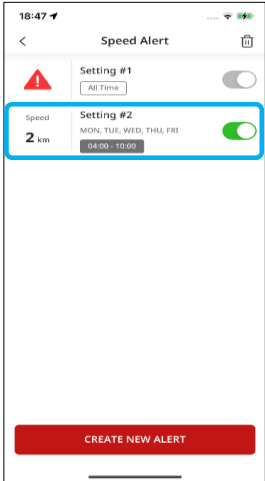 18:47
Speed Alert
Setting #1
All Time
Speed
2 km
Setting #2
MON, TUE, WED, THU, FRI
04:00 - 10:00
CREATE NEW ALERT